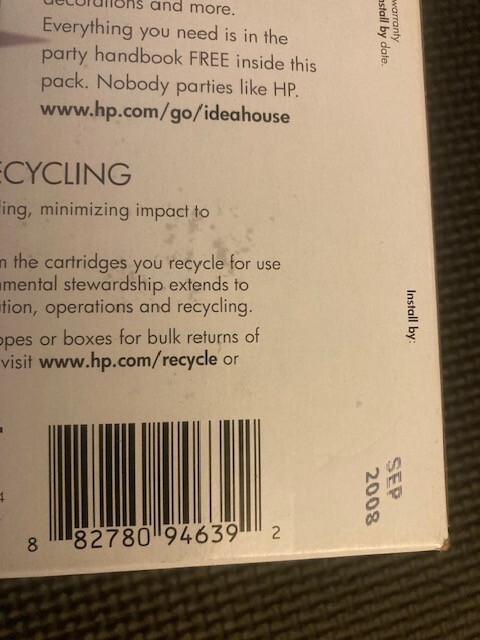 decorations and more.
Everything you need is in the
party handbook FREE inside this
pack. Nobody parties like HP.
www.hp.com/go/ideahouse
ECYCLING
ling, minimizing impact to
the cartridges you recycle for use
nmental stewardship extends to
tion, operations and recycling.
opes or boxes for bulk returns of
visit www.hp.com/recycle or
8 82780 94639 2
warranty
nstall by date.
Install by:
SEP
2008